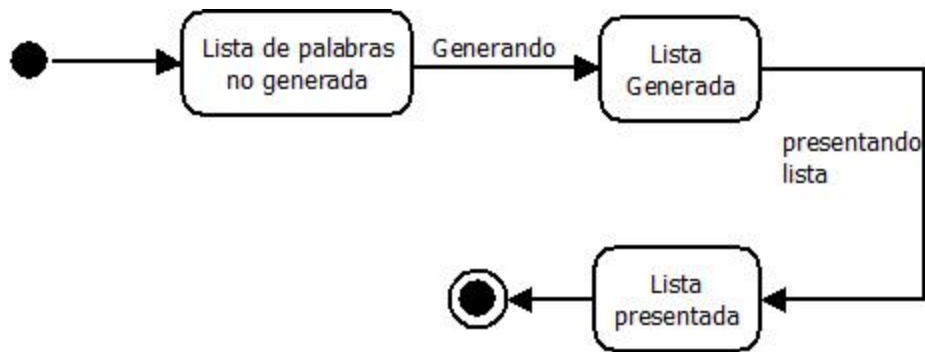 Lista de palabras
no generada
Generando
Lista
Generada
presentando
lista
Lista
presentada